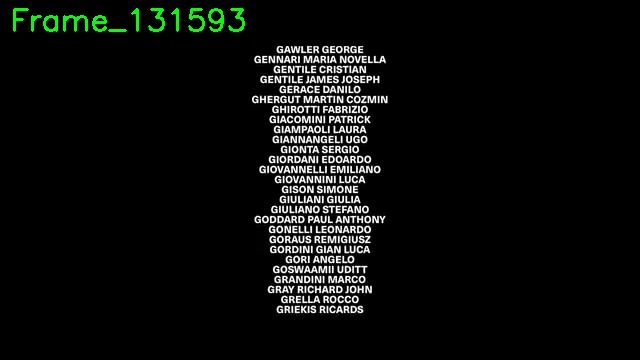 Frame_131593
GAWLER GEORGE
GENNARI MARIA NOVELLA
GENTILE CRISTIAN
GENTILE JAMES JOSEPH
GERACE DANILO
GHERGUT MARTIN COZMIN
GHIROTTI FABRIZIO
GIACOMINI PATRICK
GIAMPAOLI LAURA
GIANNANGELI UGO
GIONTA SERGIO
GIORDANI EDOARDO
GIOVANNELLI EMILIANO
GIOVANNINI LUCA
GISON SIMONE
GIULIANI GIULIA
GIULIANO STEFANO
GODDARD PAUL ANTHONY
GONELLI LEONARDO
GORAUS REMIGIUSZ
GORDINI GIAN LUCA
GORI ANGELO
GOSWAAMII UDITT
GRANDINI MARCO
GRAY RICHARD JOHN
GRELLA ROCCO
GRIEKIS RICARDS